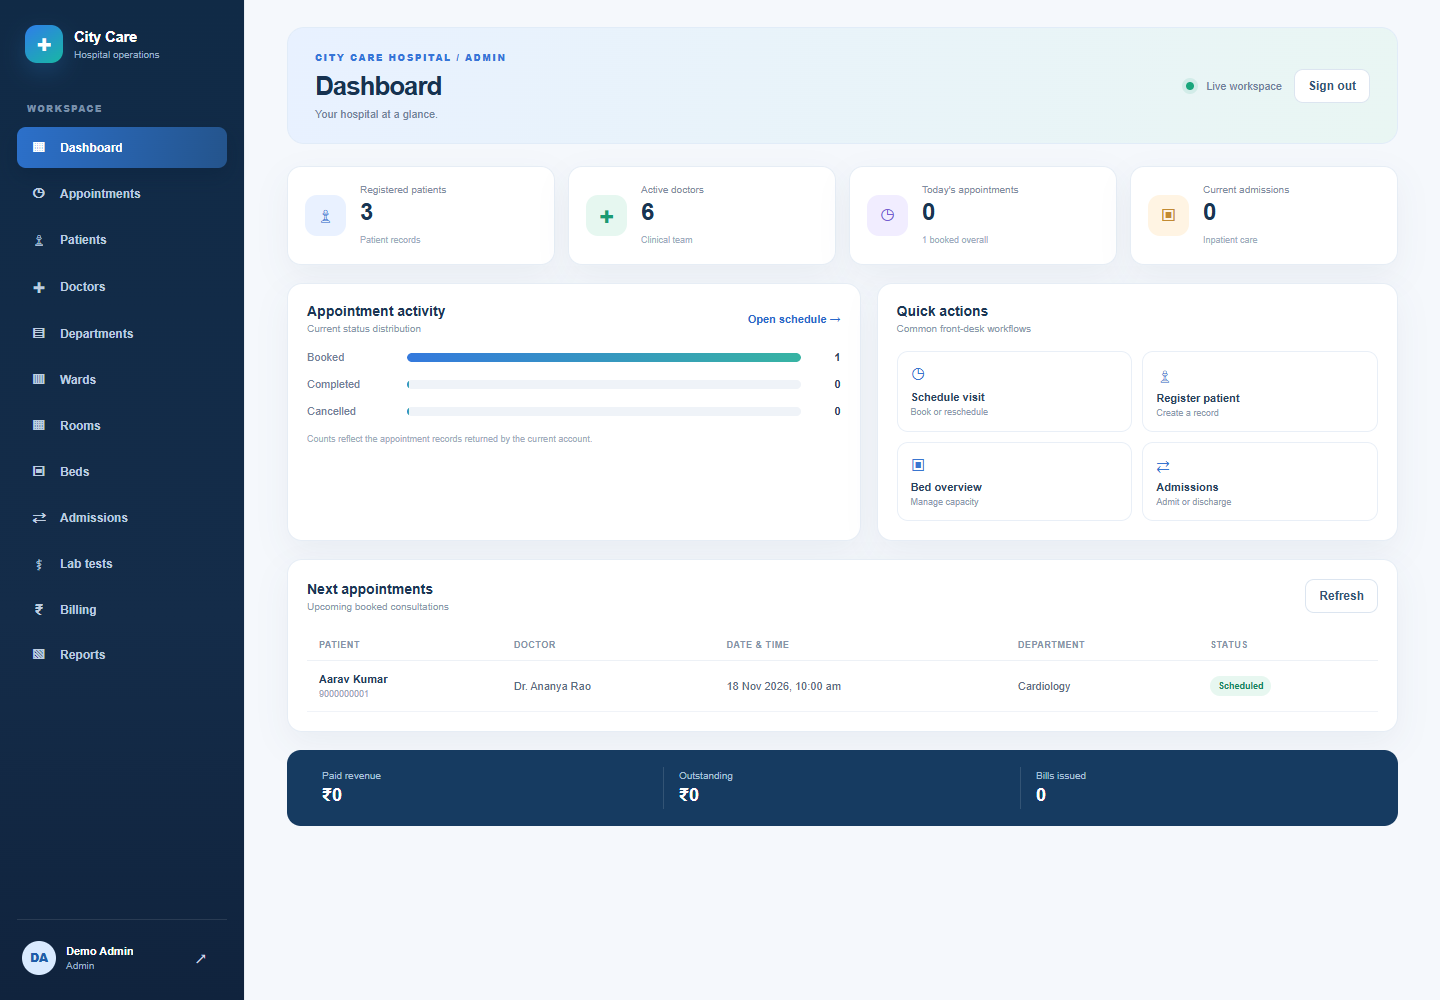 City Care
Hospital operations
WORKSPACE
Dashboard
Appointments
Patients
Doctors
Departments
Wards
Rooms
Beds
Admissions
Lab tests
₹ Billing
Reports
DA
Demo Admin
Admin
CITY CARE HOSPITAL / ADMIN
Dashboard
Your hospital at a glance.
Live workspace
Sign out
Registered patients
3
Patient records
Active doctors
6
Clinical team
Today's appointments
0
1 booked overall
Current admissions
0
Inpatient care
Appointment activity
Current status distribution
Open schedule →
Booked 1
Completed 0
Cancelled 0
Counts reflect the appointment records returned by the current account.
Quick actions
Common front-desk workflows
Schedule visit
Book or reschedule
Register patient
Create a record
Bed overview
Manage capacity
Admissions
Admit or discharge
Next appointments
Upcoming booked consultations
Refresh
PATIENT DOCTOR DATE & TIME DEPARTMENT STATUS
Aarav Kumar
9000000001
Dr. Ananya Rao
18 Nov 2026, 10:00 am
Cardiology
Scheduled
Paid revenue
₹0
Outstanding
₹0
Bills issued
0